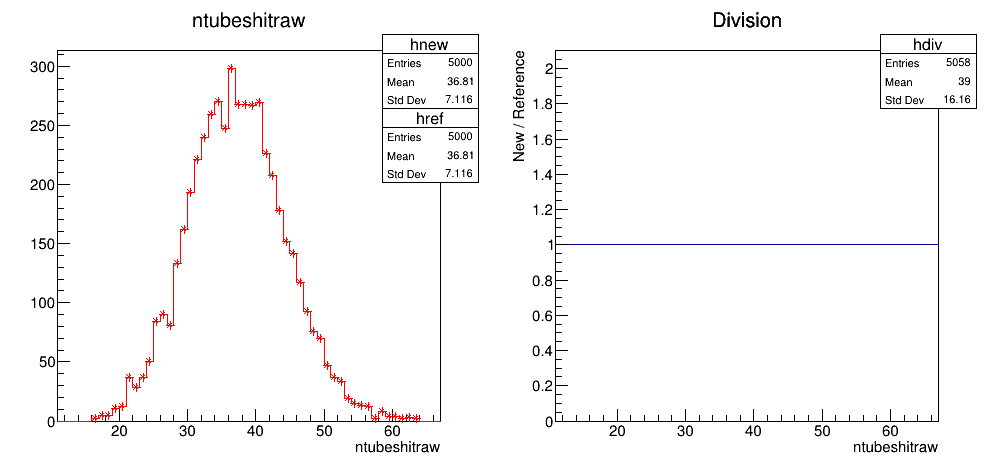 ntubeshitraw
hnew
Entries 5000
Mean 36.81
Std Dev 7.116
href
Entries 5000
Mean 36.81
Std Dev 7.116
300
250
200
150
100
50
0
20 30 40 50 60
ntubeshitraw
Division
hdiv
Entries 5058
Mean 39
Std Dev 16.16
New / Reference
2
1.8
1.6
1.4
1.2
1
0.8
0.6
0.4
0.2
0
20 30 40 50 60
ntubeshitraw